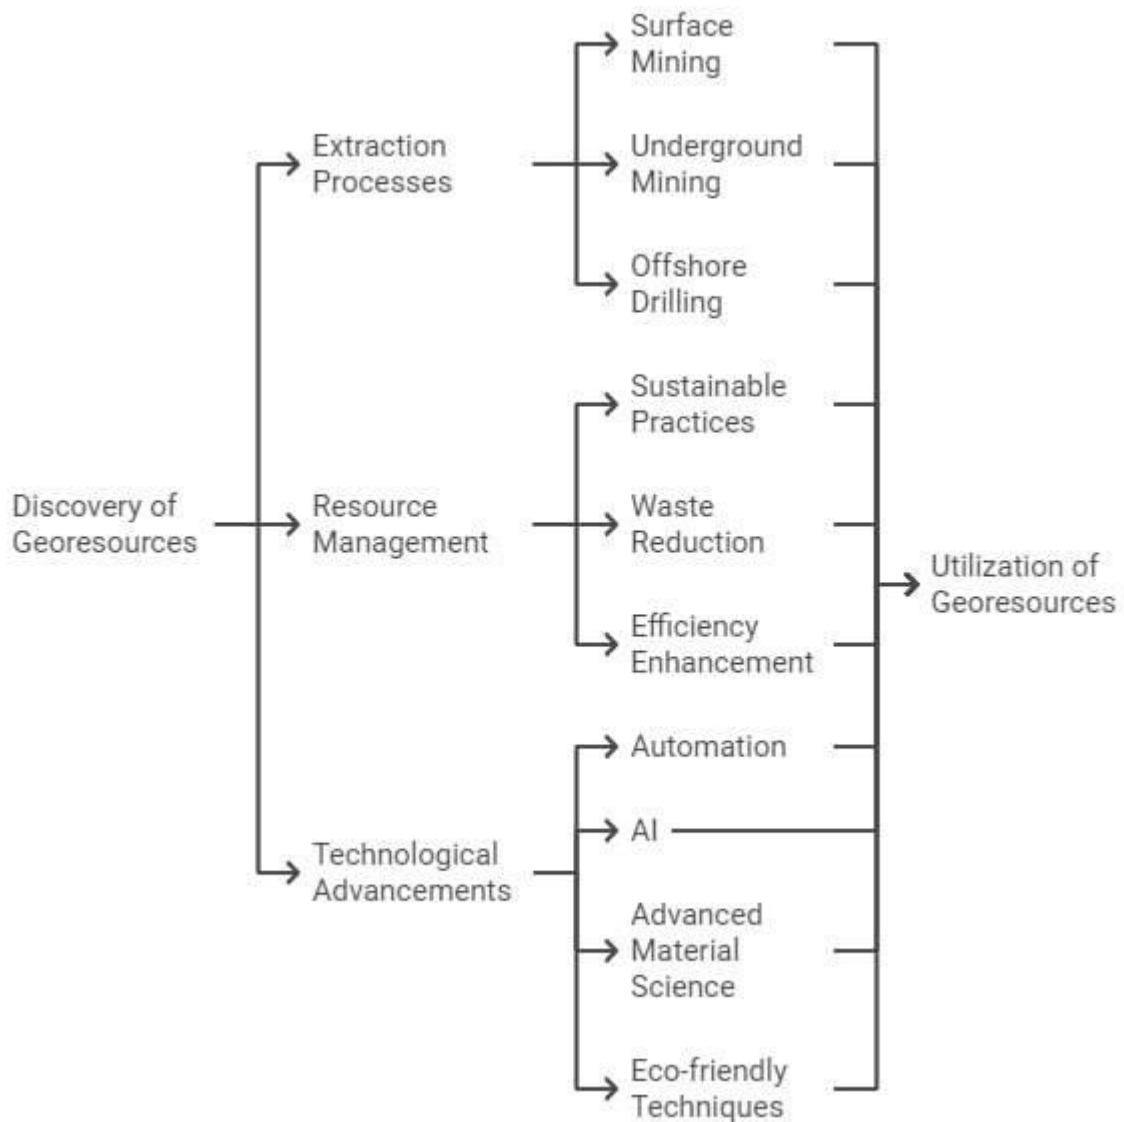 Surface
Mining
Extraction
Processes
Underground
Mining
Offshore
Drilling
Sustainable
Practices
Discovery of
Georesources
Resource
Management
Waste
Reduction
Utilization of
Georesources
Efficiency
Enhancement
Automation
AI
Technological
Advancements
Advanced
Material
Science
Eco-friendly
Techniques